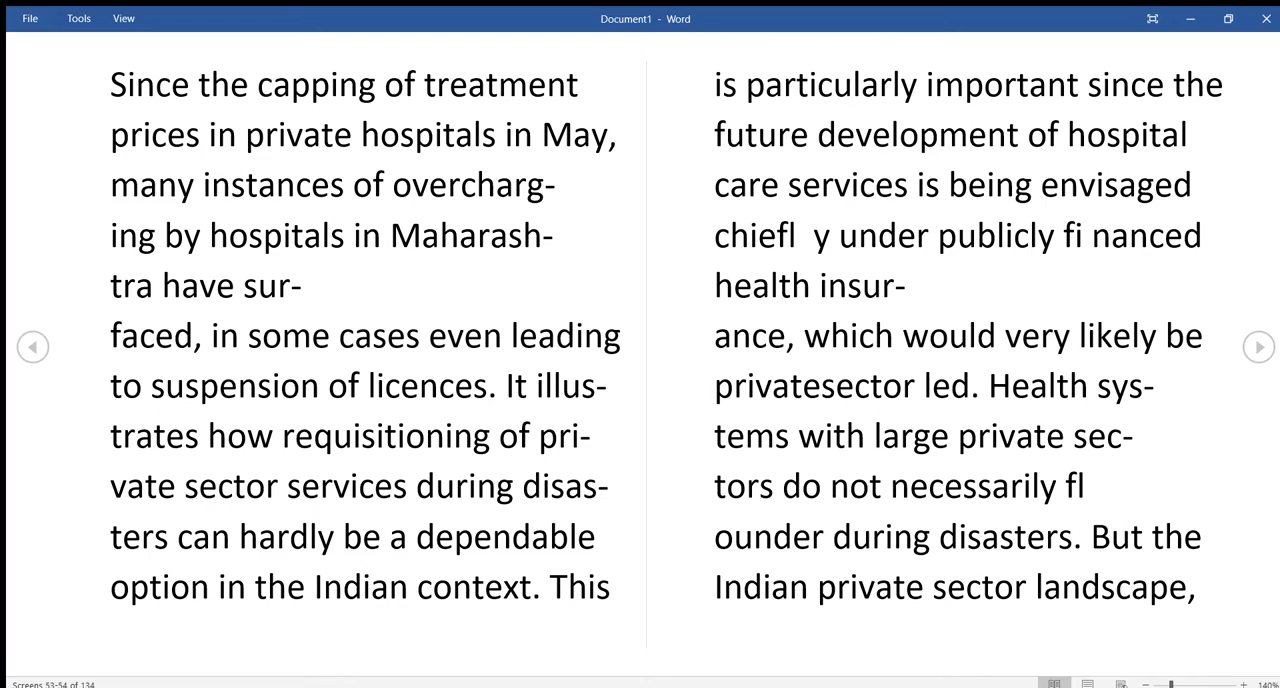 File Tools View Document1 - Word
Since the capping of treatment
prices in private hospitals in May,
many instances of overcharg-
ing by hospitals in Maharash-
tra have sur-
faced, in some cases even leading
to suspension of licences. It illus-
trates how requisitioning of pri-
vate sector services during disas-
ters can hardly be a dependable
option in the Indian context. This
is particularly important since the
future development of hospital
care services is being envisaged
chiefl  y under publicly fi nanced
health insur-
ance, which would very likely be
privatesector led. Health sys-
tems with large private sec-
tors do not necessarily fl
ounder during disasters. But the
Indian private sector landscape,
Screens 53-54 of 134 140%